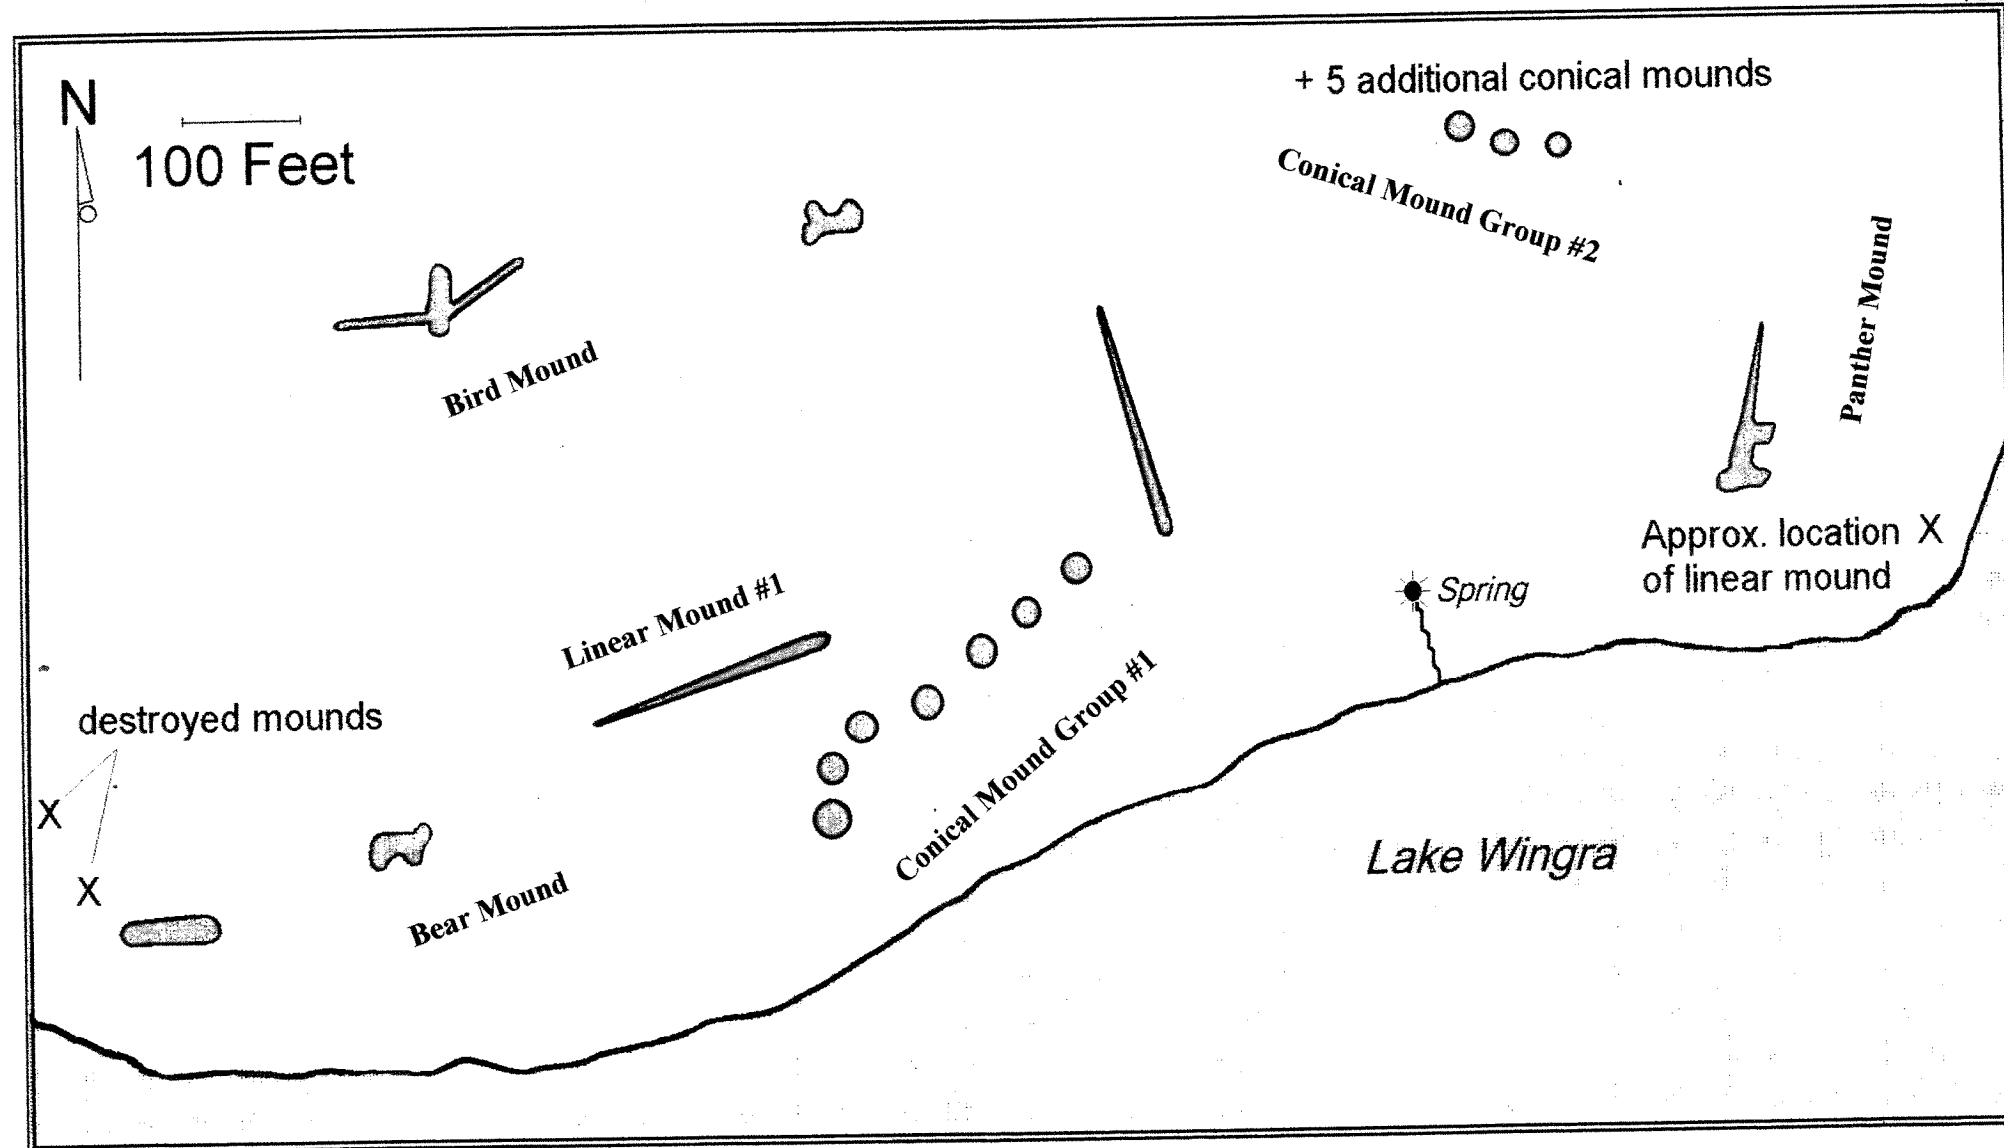 N
100 Feet
+ 5 additional conical mounds
Conical Mound Group #2
Panther Mound
Bird Mound
Approx. location X
of linear mound
Spring
Linear Mound #1
Conical Mound Group #1
destroyed mounds
X
X
Bear Mound
Lake Wingra